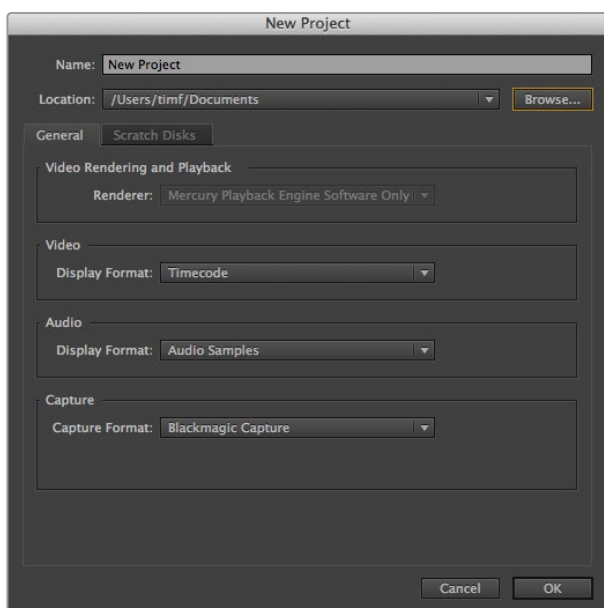 New Project
Name: New Project
Location: /Users/timf/Documents Browse...
General Scratch Disks
Video Rendering and Playback
Renderer: Mercury Playback Engine Software Only
Video
Display Format: Timecode
Audio
Display Format: Audio Samples
Capture
Capture Format: Blackmagic Capture
Cancel OK